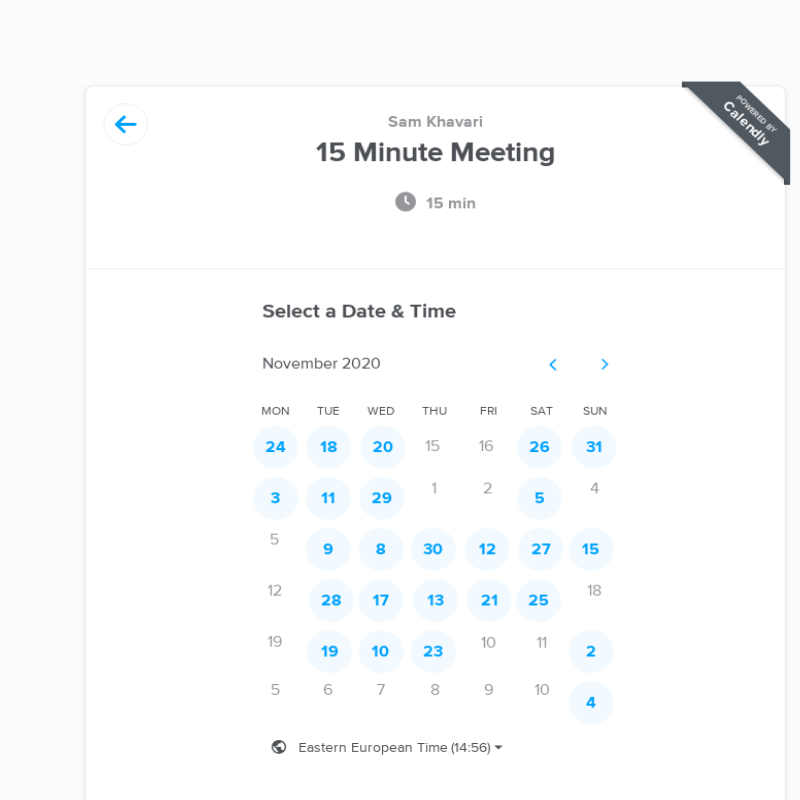 POWERED BY
Calendly
Sam Khavari
15 Minute Meeting
15 min
Select a Date & Time
November 2020
MON TUE WED THU FRI SAT SUN
24 18 20 15 16 26 31
3 11 29 1 2 5 4
5 9 8 30 12 27 15
12 28 17 13 21 25 18
19 19 10 23 10 11 2
5 6 7 8 9 10 4
Eastern European Time (14:56)